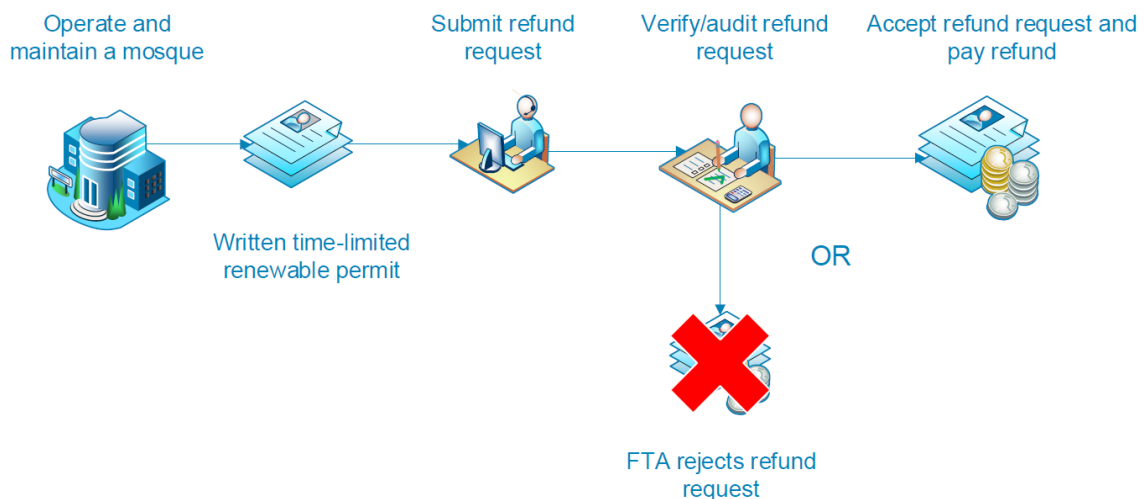 Operate and
maintain a mosque
Submit refund
request
Verify/audit refund
request
Accept refund request and
pay refund
Written time-limited
renewable permit
OR
FTA rejects refund
request